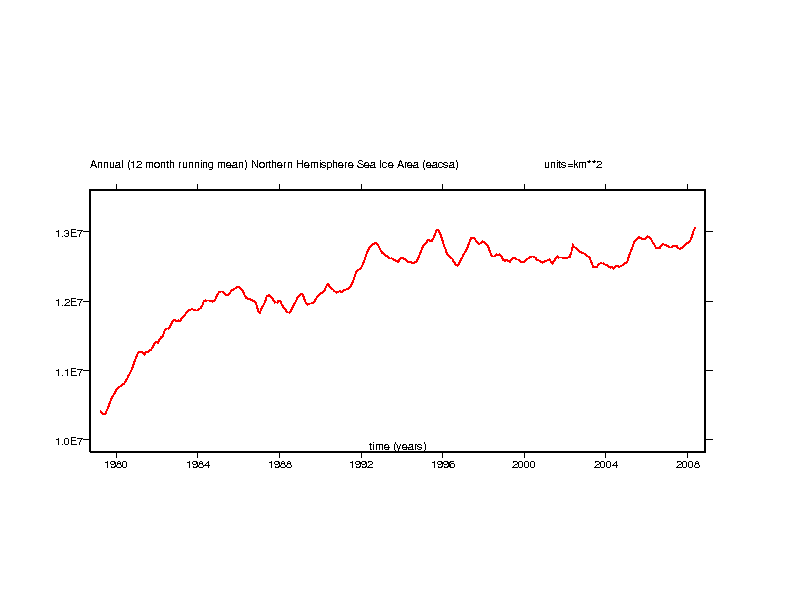 Annual (12 month running mean) Northern Hemisphere Sea Ice Area (eacsa) units=km**2
1.3E7
1.2E7
1.1E7
1.0E7
time (years)
1980 1984 1988 1992 1996 2000 2004 2008